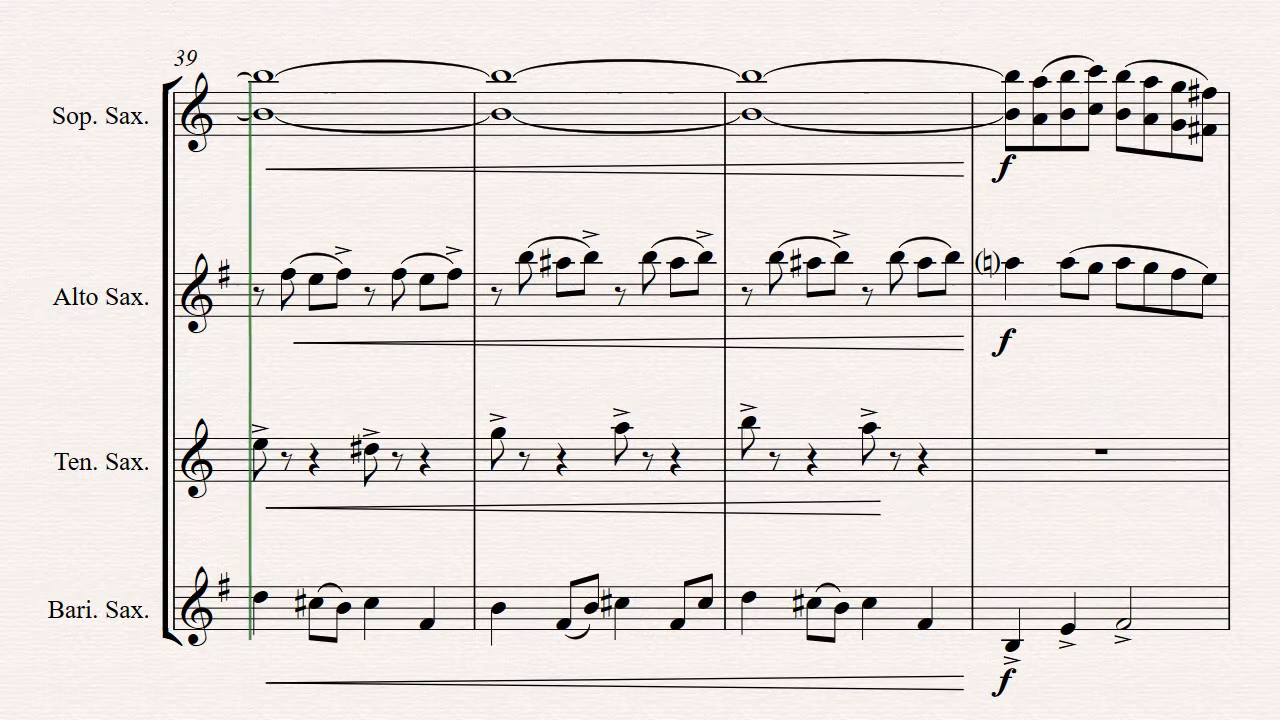 39
Sop. Sax.
f
Alto Sax.
f
Ten. Sax.
Bari. Sax.
f